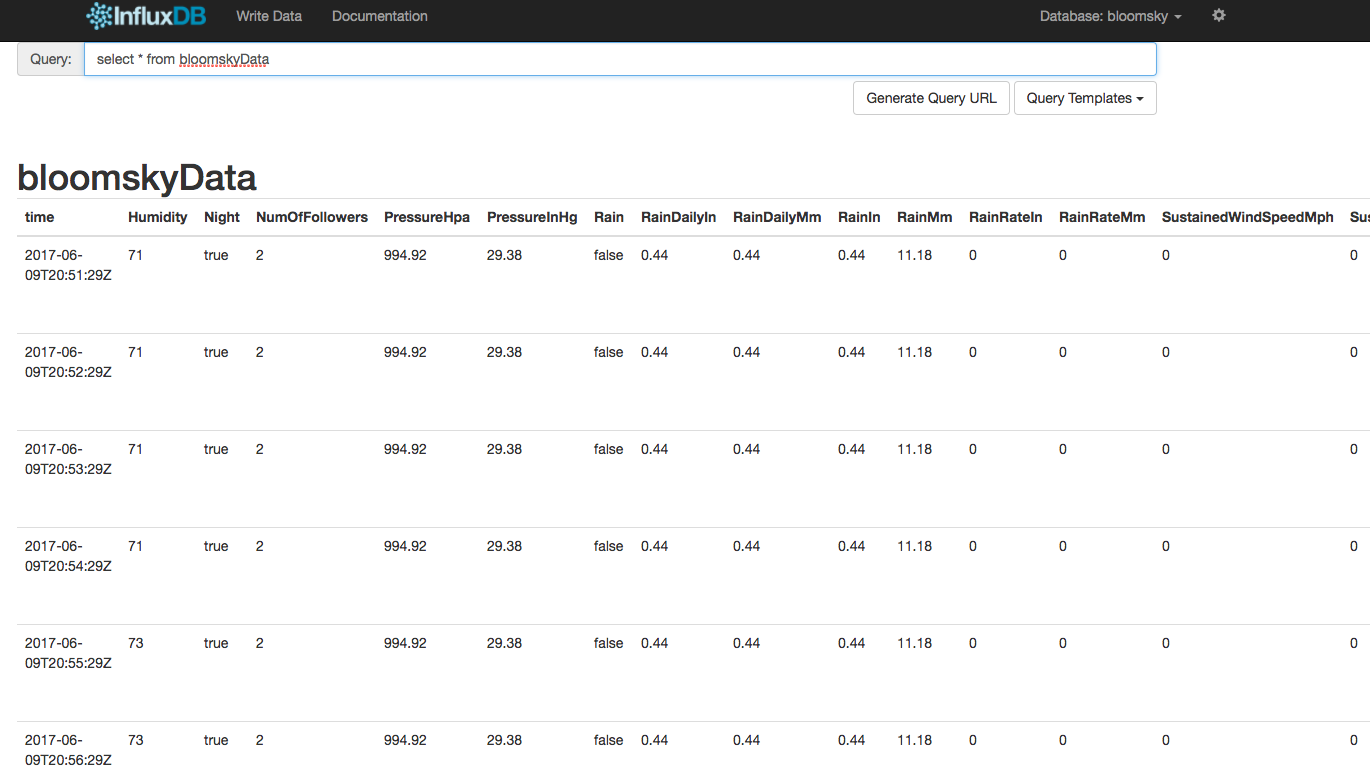 InfluxDB Write Data Documentation Database: bloomsky
Query: select * from bloomskyData
Generate Query URL Query Templates
bloomskyData
time Humidity Night NumOfFollowers PressureHpa PressureInHg Rain RainDailyIn RainDailyMm RainIn RainMm RainRateIn RainRateMm SustainedWindSpeedMph Sus
2017-06- 71 true 2 994.92 29.38 false 0.44 0.44 0.44 11.18 0 0 0 0
09T20:51:29Z
2017-06- 71 true 2 994.92 29.38 false 0.44 0.44 0.44 11.18 0 0 0 0
09T20:52:29Z
2017-06- 71 true 2 994.92 29.38 false 0.44 0.44 0.44 11.18 0 0 0 0
09T20:53:29Z
2017-06- 71 true 2 994.92 29.38 false 0.44 0.44 0.44 11.18 0 0 0 0
09T20:54:29Z
2017-06- 73 true 2 994.92 29.38 false 0.44 0.44 0.44 11.18 0 0 0 0
09T20:55:29Z
2017-06- 73 true 2 994.92 29.38 false 0.44 0.44 0.44 11.18 0 0 0 0
09T20:56:29Z